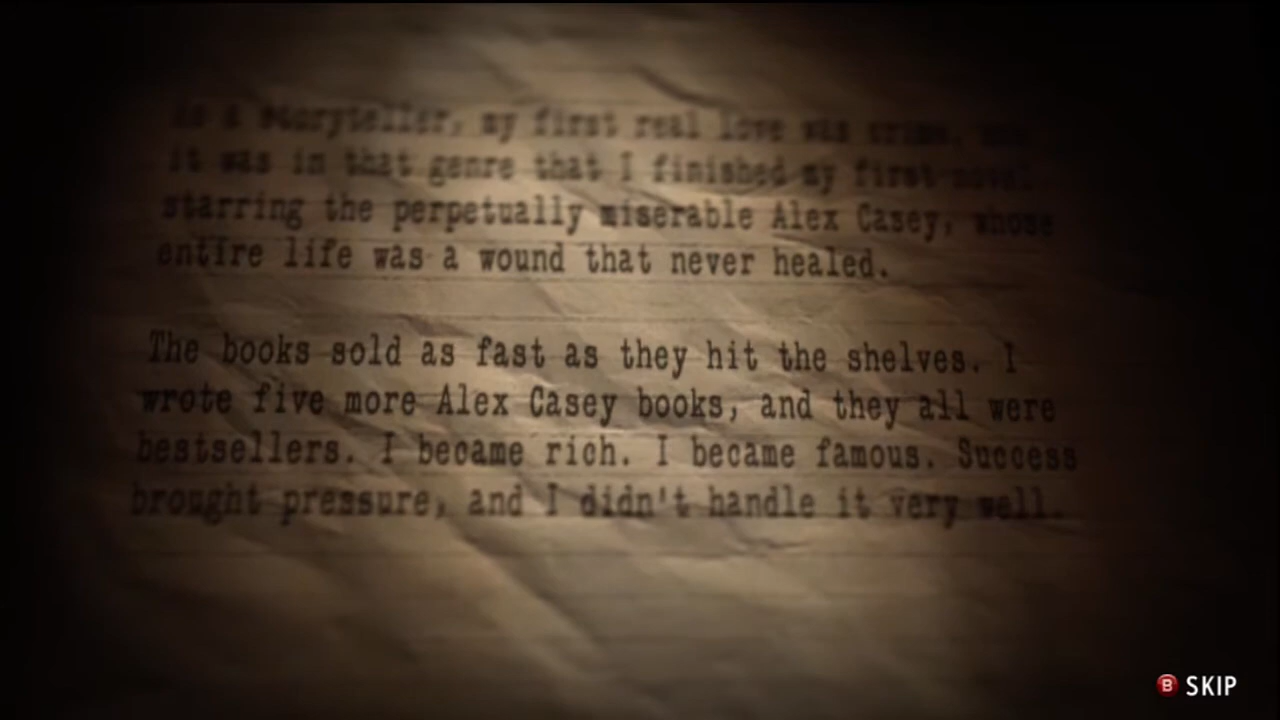 As a storyteller, my first real love was crime,
it was in that genre that I finished my first novel
starring the perpetually miserable Alex Casey, whose
entire life was a wound that never healed.
The books sold as fast as they hit the shelves. I
wrote five more Alex Casey books, and they all were
bestsellers. I became rich. I became famous. Success
brought pressure, and I didn't handle it very well.
B SKIP